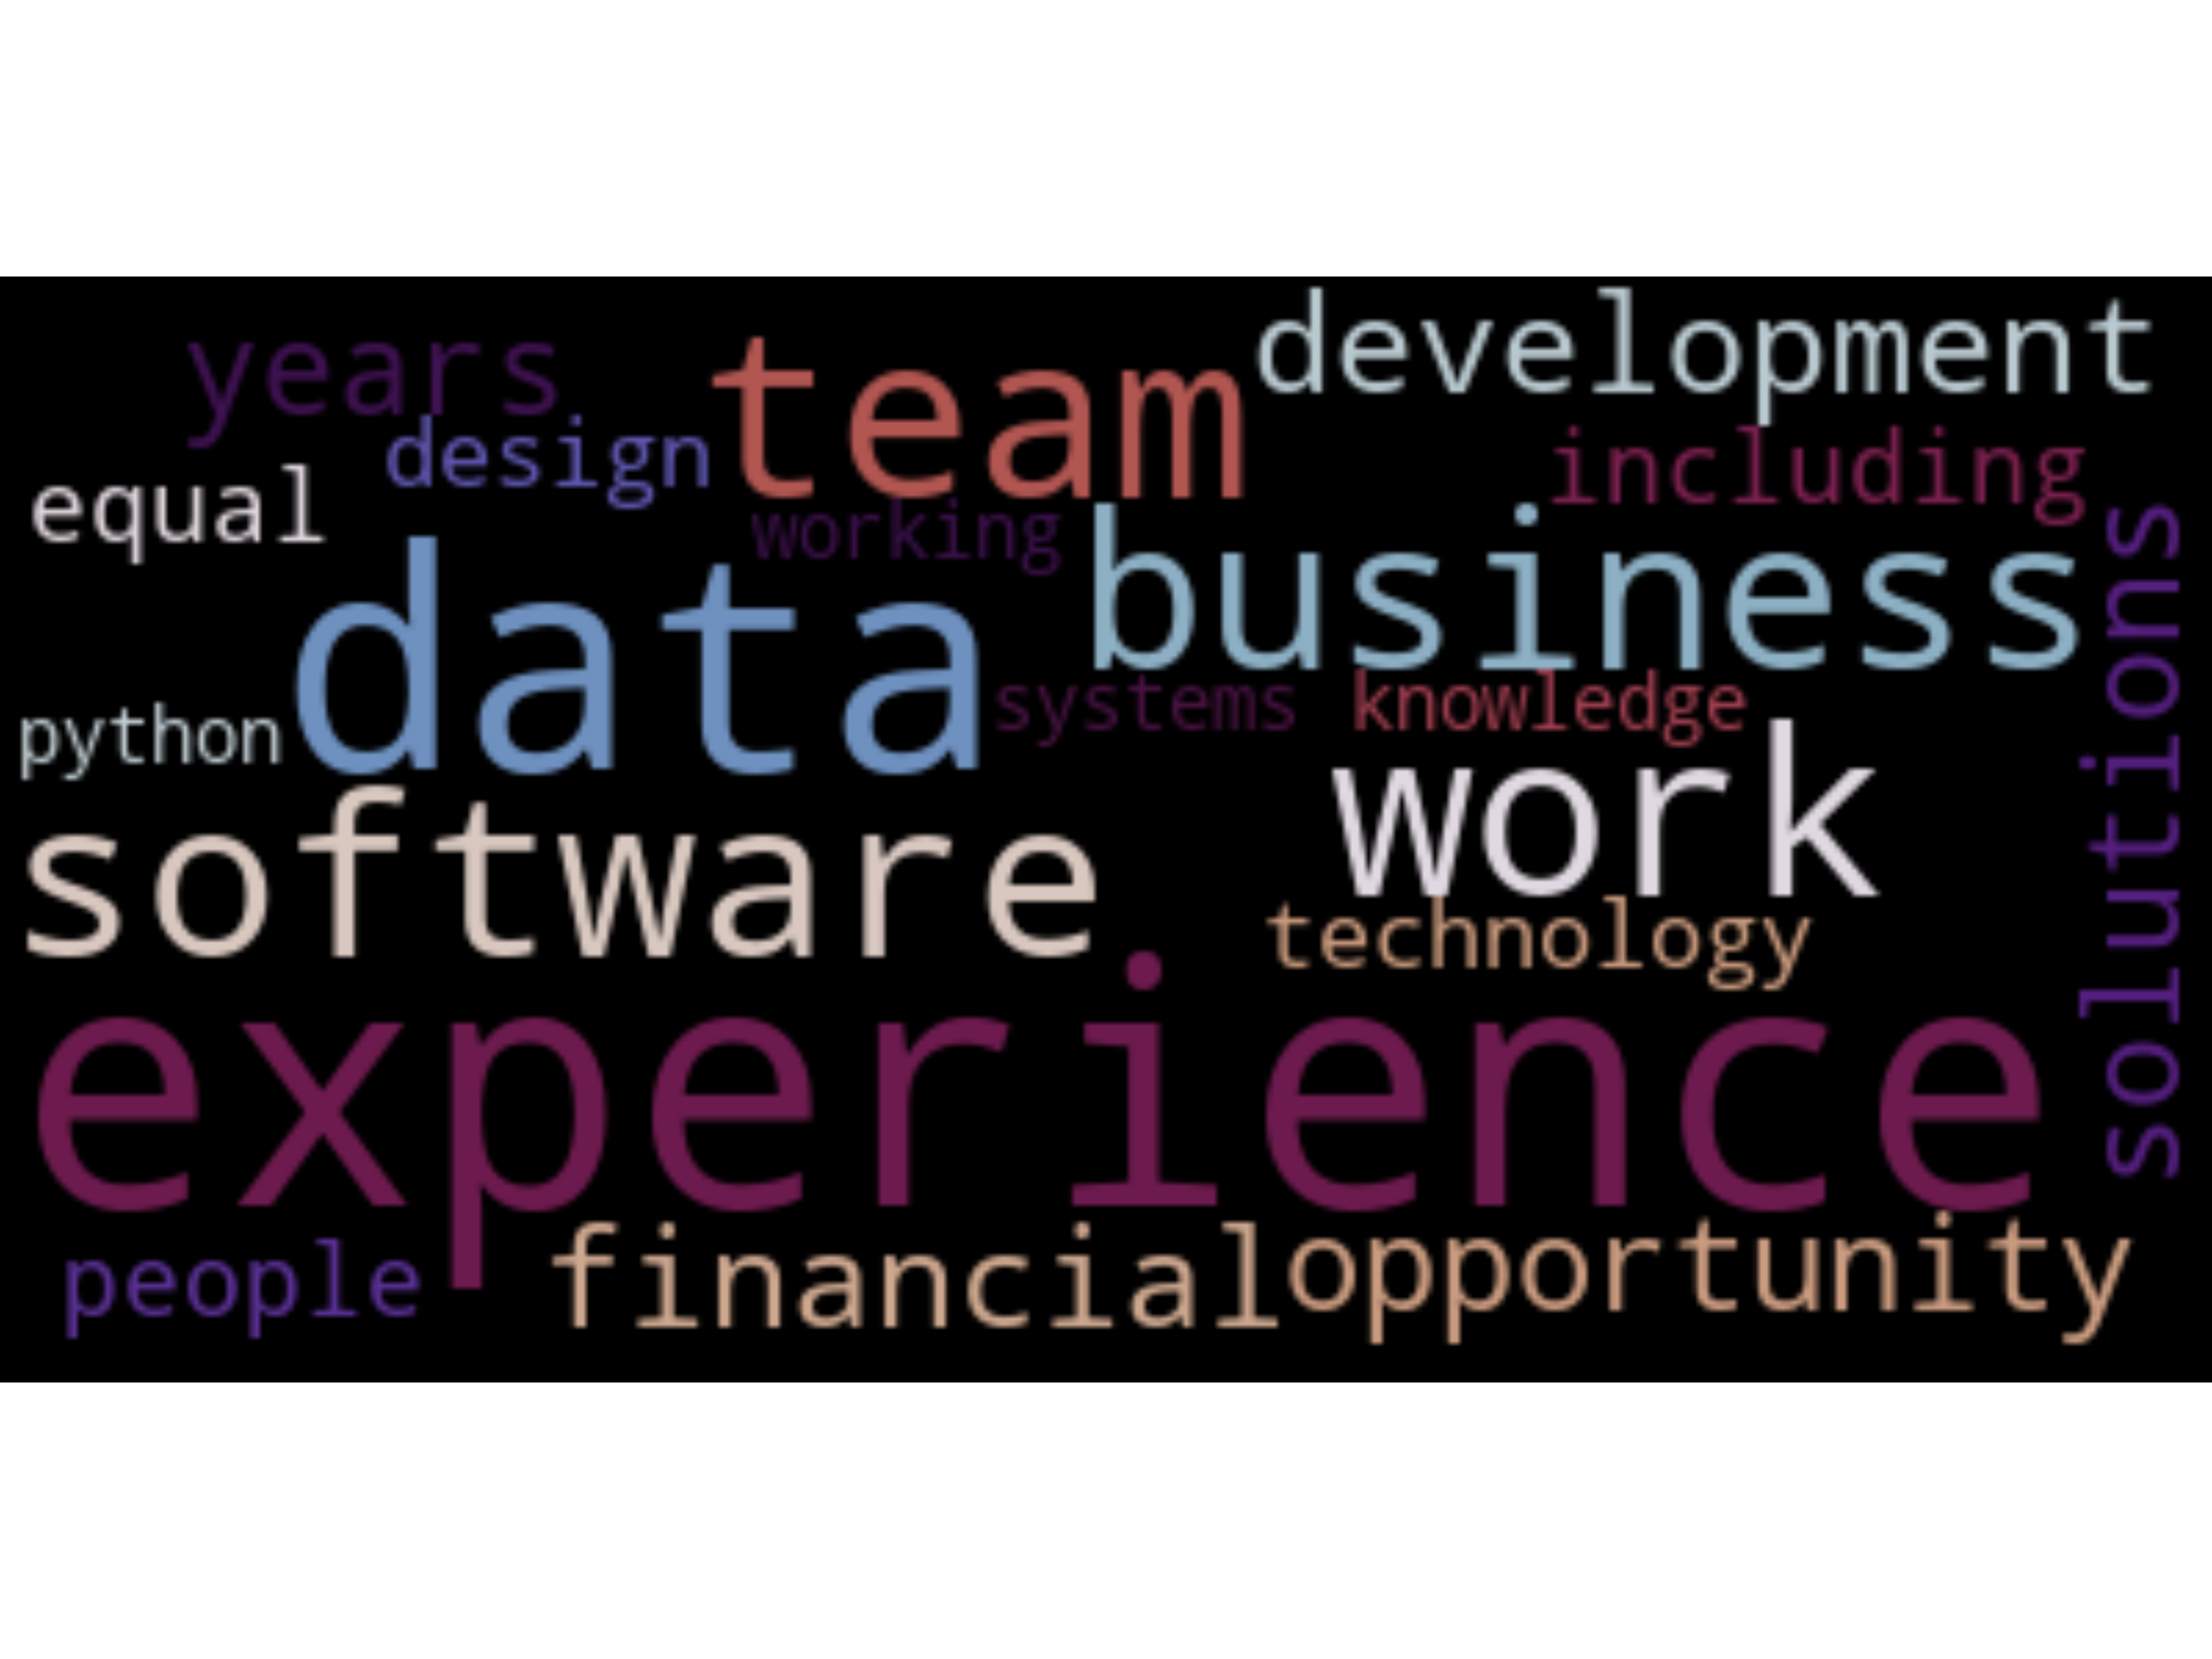 development
years
team
design
including
equal
working
business
solutions
data
systems
knowledge
python
work
software
technology
experience
people
financial
opportunity